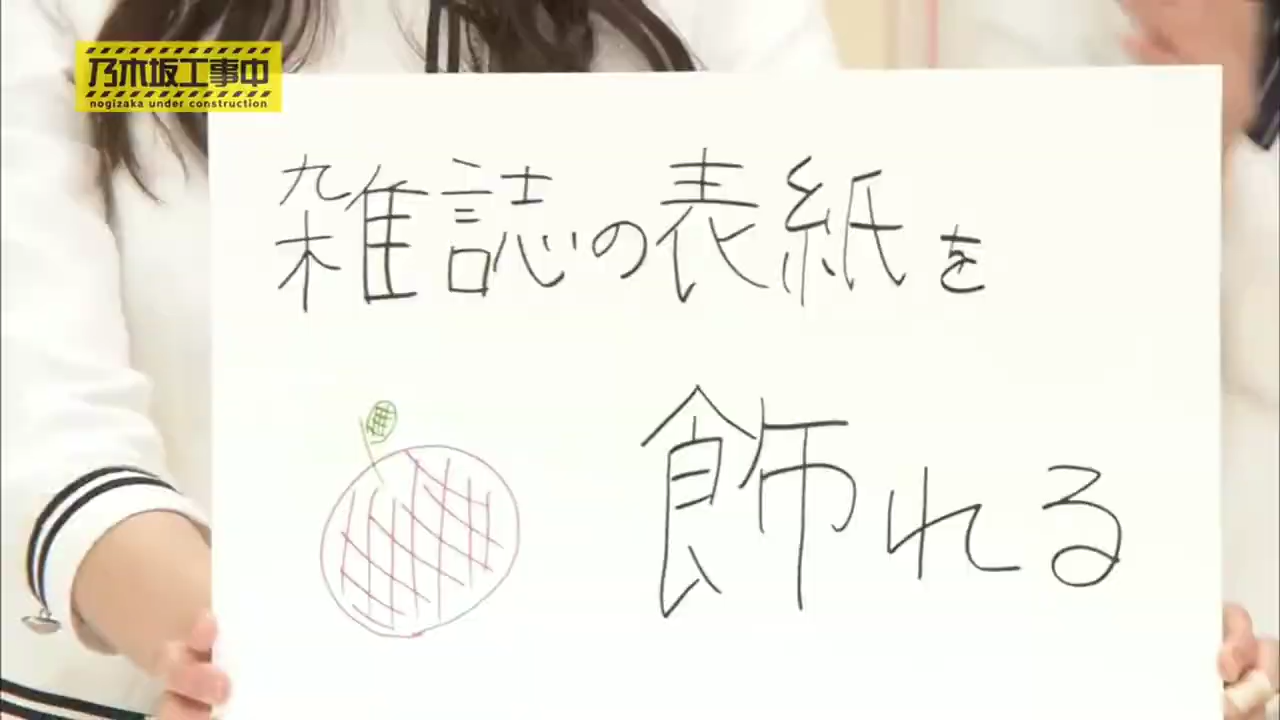 乃木坂工事中
nogizaka under construction
雑誌の表紙を
飾れる